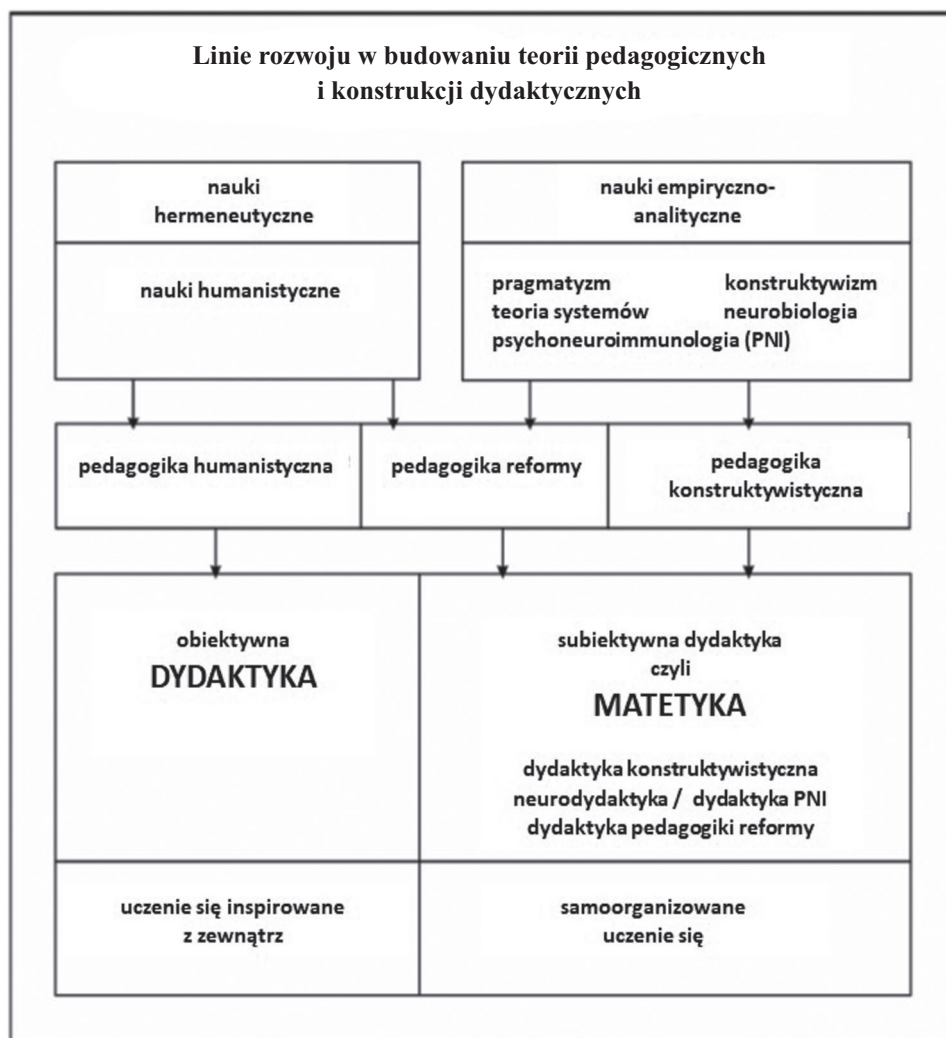 Linie rozwoju w budowaniu teorii pedagogicznych
i konstrukcji dydaktycznych
nauki
hermeneutyczne
nauki humanistyczne
nauki empiryczno-
analityczne
pragmatyzm konstruktywizm
teoria systemów neurobiologia
psychoneuroimmunologia (PNI)
pedagogika humanistyczna
pedagogika reformy
pedagogika
konstruktywistyczna
obiektywna
DYDAKTYKA
subiektywna dydaktyka
czyli
MATETYKA
dydaktyka konstruktywistyczna
neurodydaktyka / dydaktyka PNI
dydaktyka pedagogiki reformy
uczenie się inspirowane
z zewnątrz
samoorganizowane
uczenie się